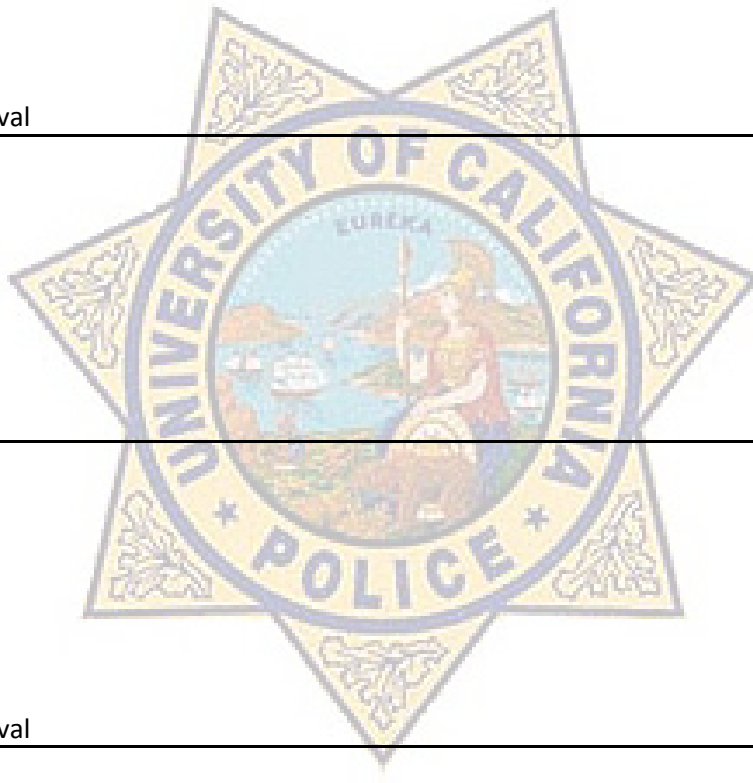 val
UNIVERSITY OF CALIFORNIA
EUREKA
POLICE
val